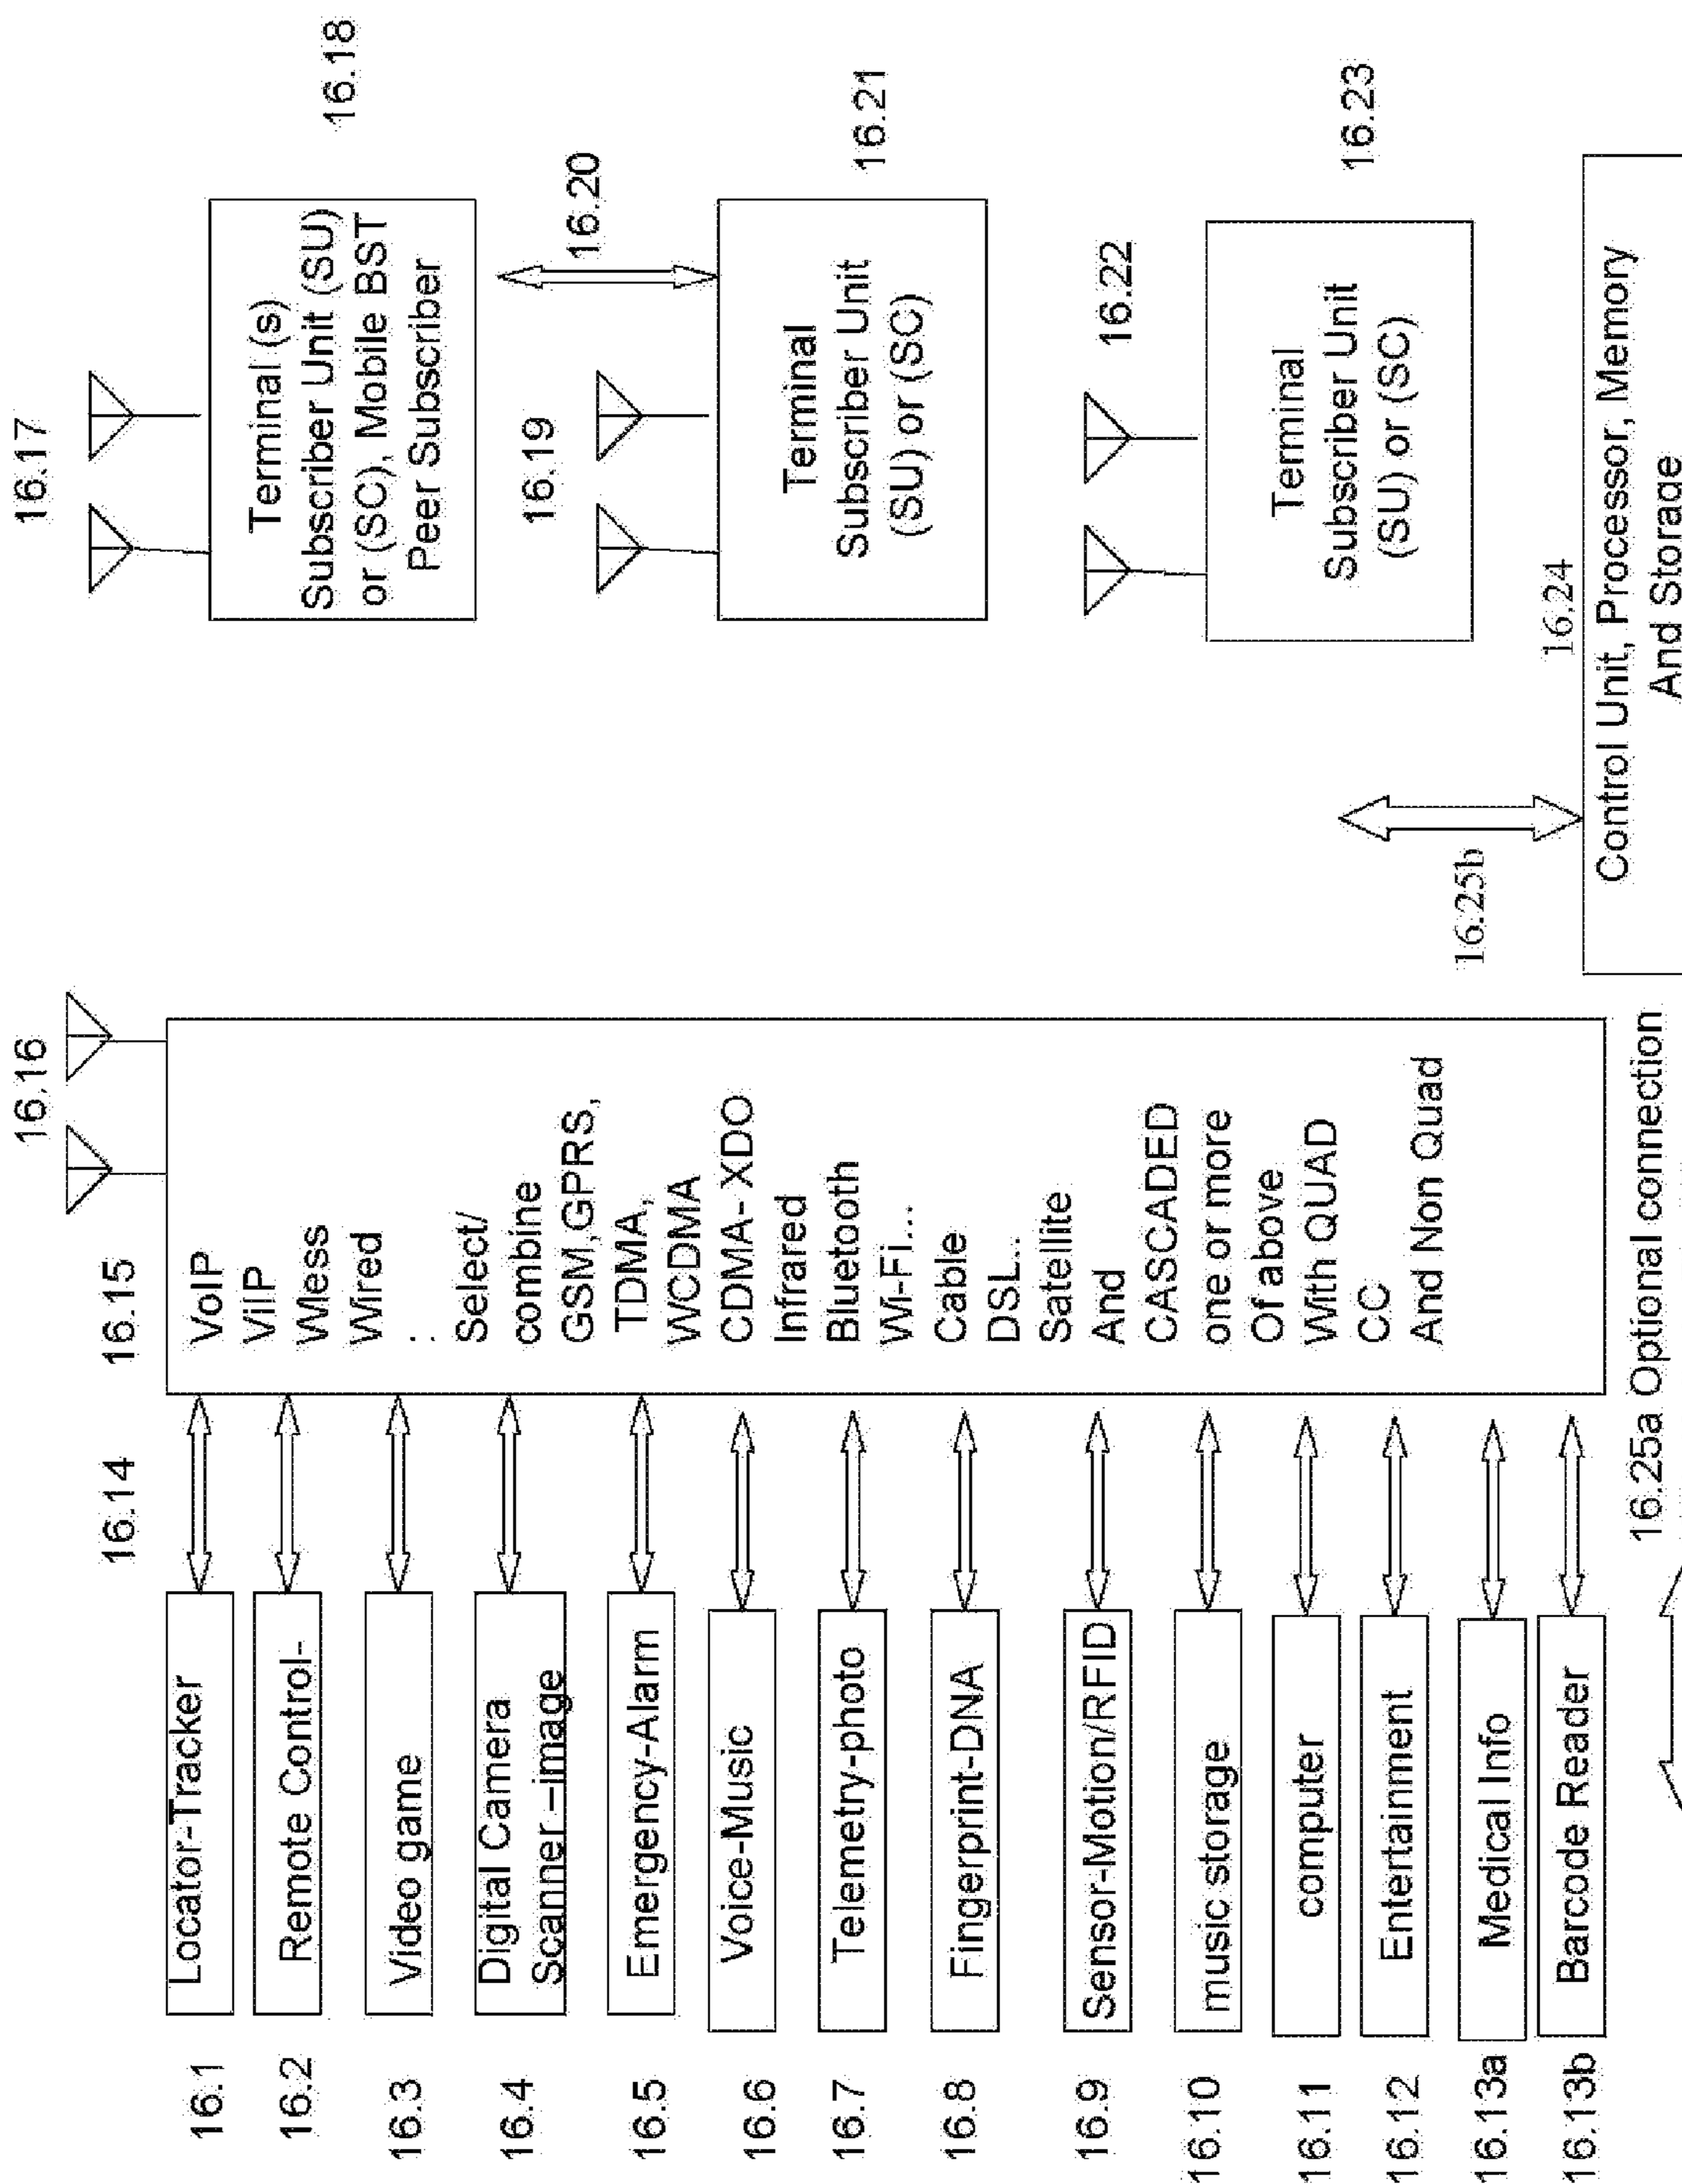 16.1
Locator-Tracker
16.2
Remote Control-
16.3
Video game
16.4
Digital Camera
Scanner –image
16.5
Emergency-Alarm
16.6
Voice-Music
16.7
Telemetry-photo
16.8
Fingerprint-DNA
16.9
Sensor-Motion/RFID
16.10
music storage
16.11
computer
16.12
Entertainment
16.13a
Medical Info
16.13b
Barcode Reader
16.14
16.15
16.16
VoIP
ViIP
Wless
Wired
:
Select/
combine
GSM,GPRS,
TDMA,
WCDMA
CDMA-XDO
Infrared
Bluetooth
Wi-Fi...
Cable
DSL..
Satellite
And
CASCADED
one or more
Of above
With QUAD
CC
And Non Quad
16.25a Optional connection
16.17
Terminal (s)
Subscriber Unit (SU)
or (SC), Mobile BST
Peer Subscriber
16.18
16.19
16.20
Terminal
Subscriber Unit
(SU) or (SC)
16.21
16.22
Terminal
Subscriber Unit
(SU) or (SC)
16.23
16.25b
16.24
Control Unit, Processor, Memory
And Storage